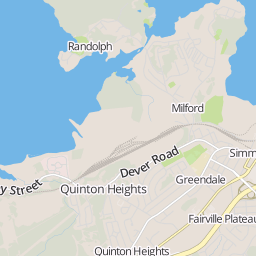 Randolph
Milford
Dever Road
Simm
y Street
Quinton Heights
Greendale
Fairville Plateau
Quinton Heights